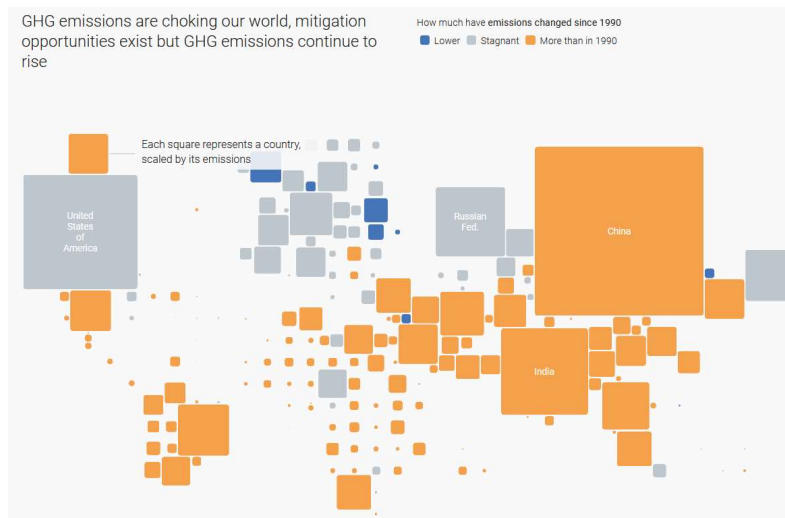 GHG emissions are choking our world, mitigation
opportunities exist but GHG emissions continue to
rise
How much have emissions changed since 1990
Lower
Stagnant
More than in 1990
Each square represents a country,
scaled by its emissions
United
States
of
America
Russian
Fed.
China
India